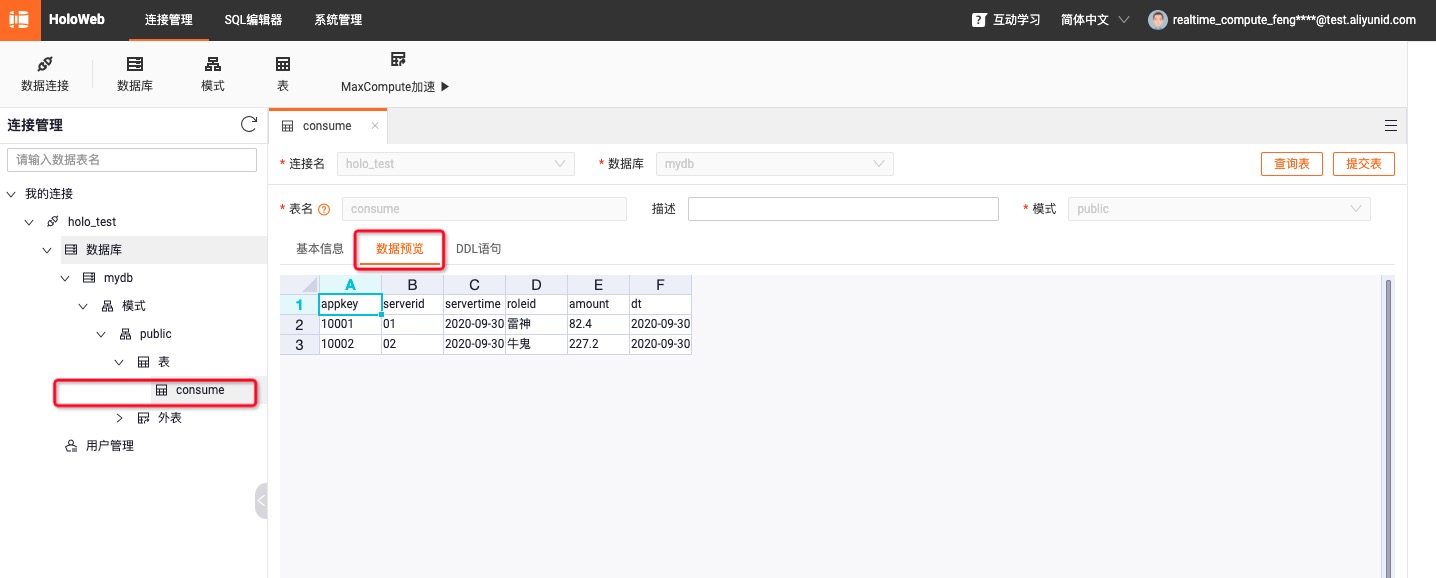 HoloWeb 连接管理 SQL编辑器 系统管理 互动学习 简体中文 realtime_compute_feng****@test.aliyunid.com
数据连接 数据库 模式 表 MaxCompute加速
连接管理
请输入数据表名
我的连接
holo_test
数据库
mydb
模式
public
表
consume
外表
用户管理
consume
* 连接名 holo_test * 数据库 mydb 查询表 提交表
* 表名 consume 描述 * 模式 public
基本信息 数据预览 DDL语句
A B C D E F
1 appkey serverid servertime roleid amount dt
2 10001 01 2020-09-30 雷神 82.4 2020-09-30
3 10002 02 2020-09-30 牛鬼 227.2 2020-09-30